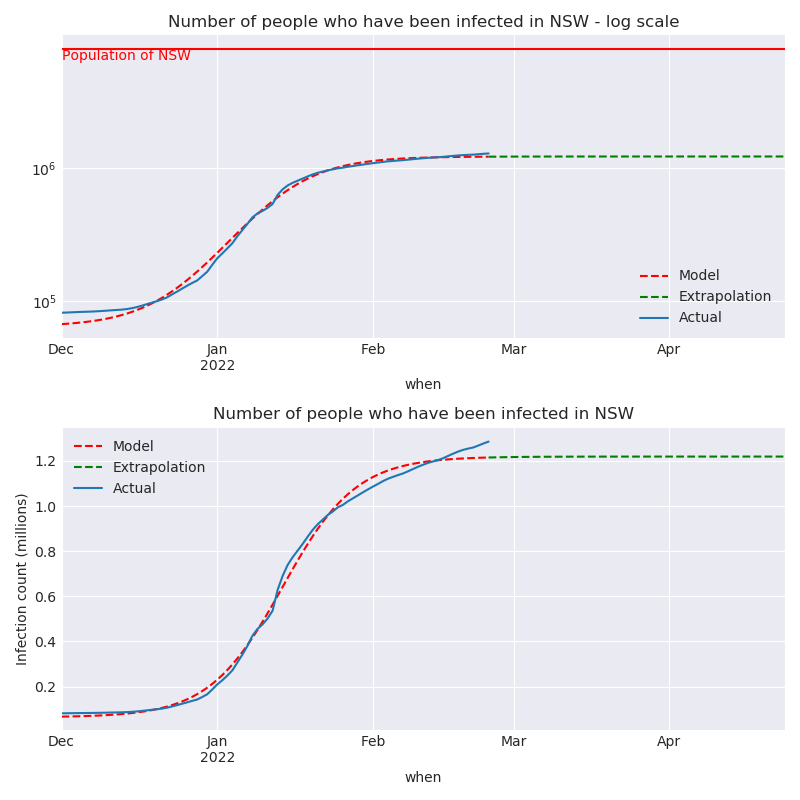 Number of people who have been infected in NSW - log scale
Population of NSW
10^6
10^5
Model
Extrapolation
Actual
Dec
Jan
2022
Feb
Mar
Apr
when
Number of people who have been infected in NSW
Infection count (millions)
1.2
1.0
0.8
0.6
0.4
0.2
Model
Extrapolation
Actual
Dec
Jan
2022
Feb
Mar
Apr
when